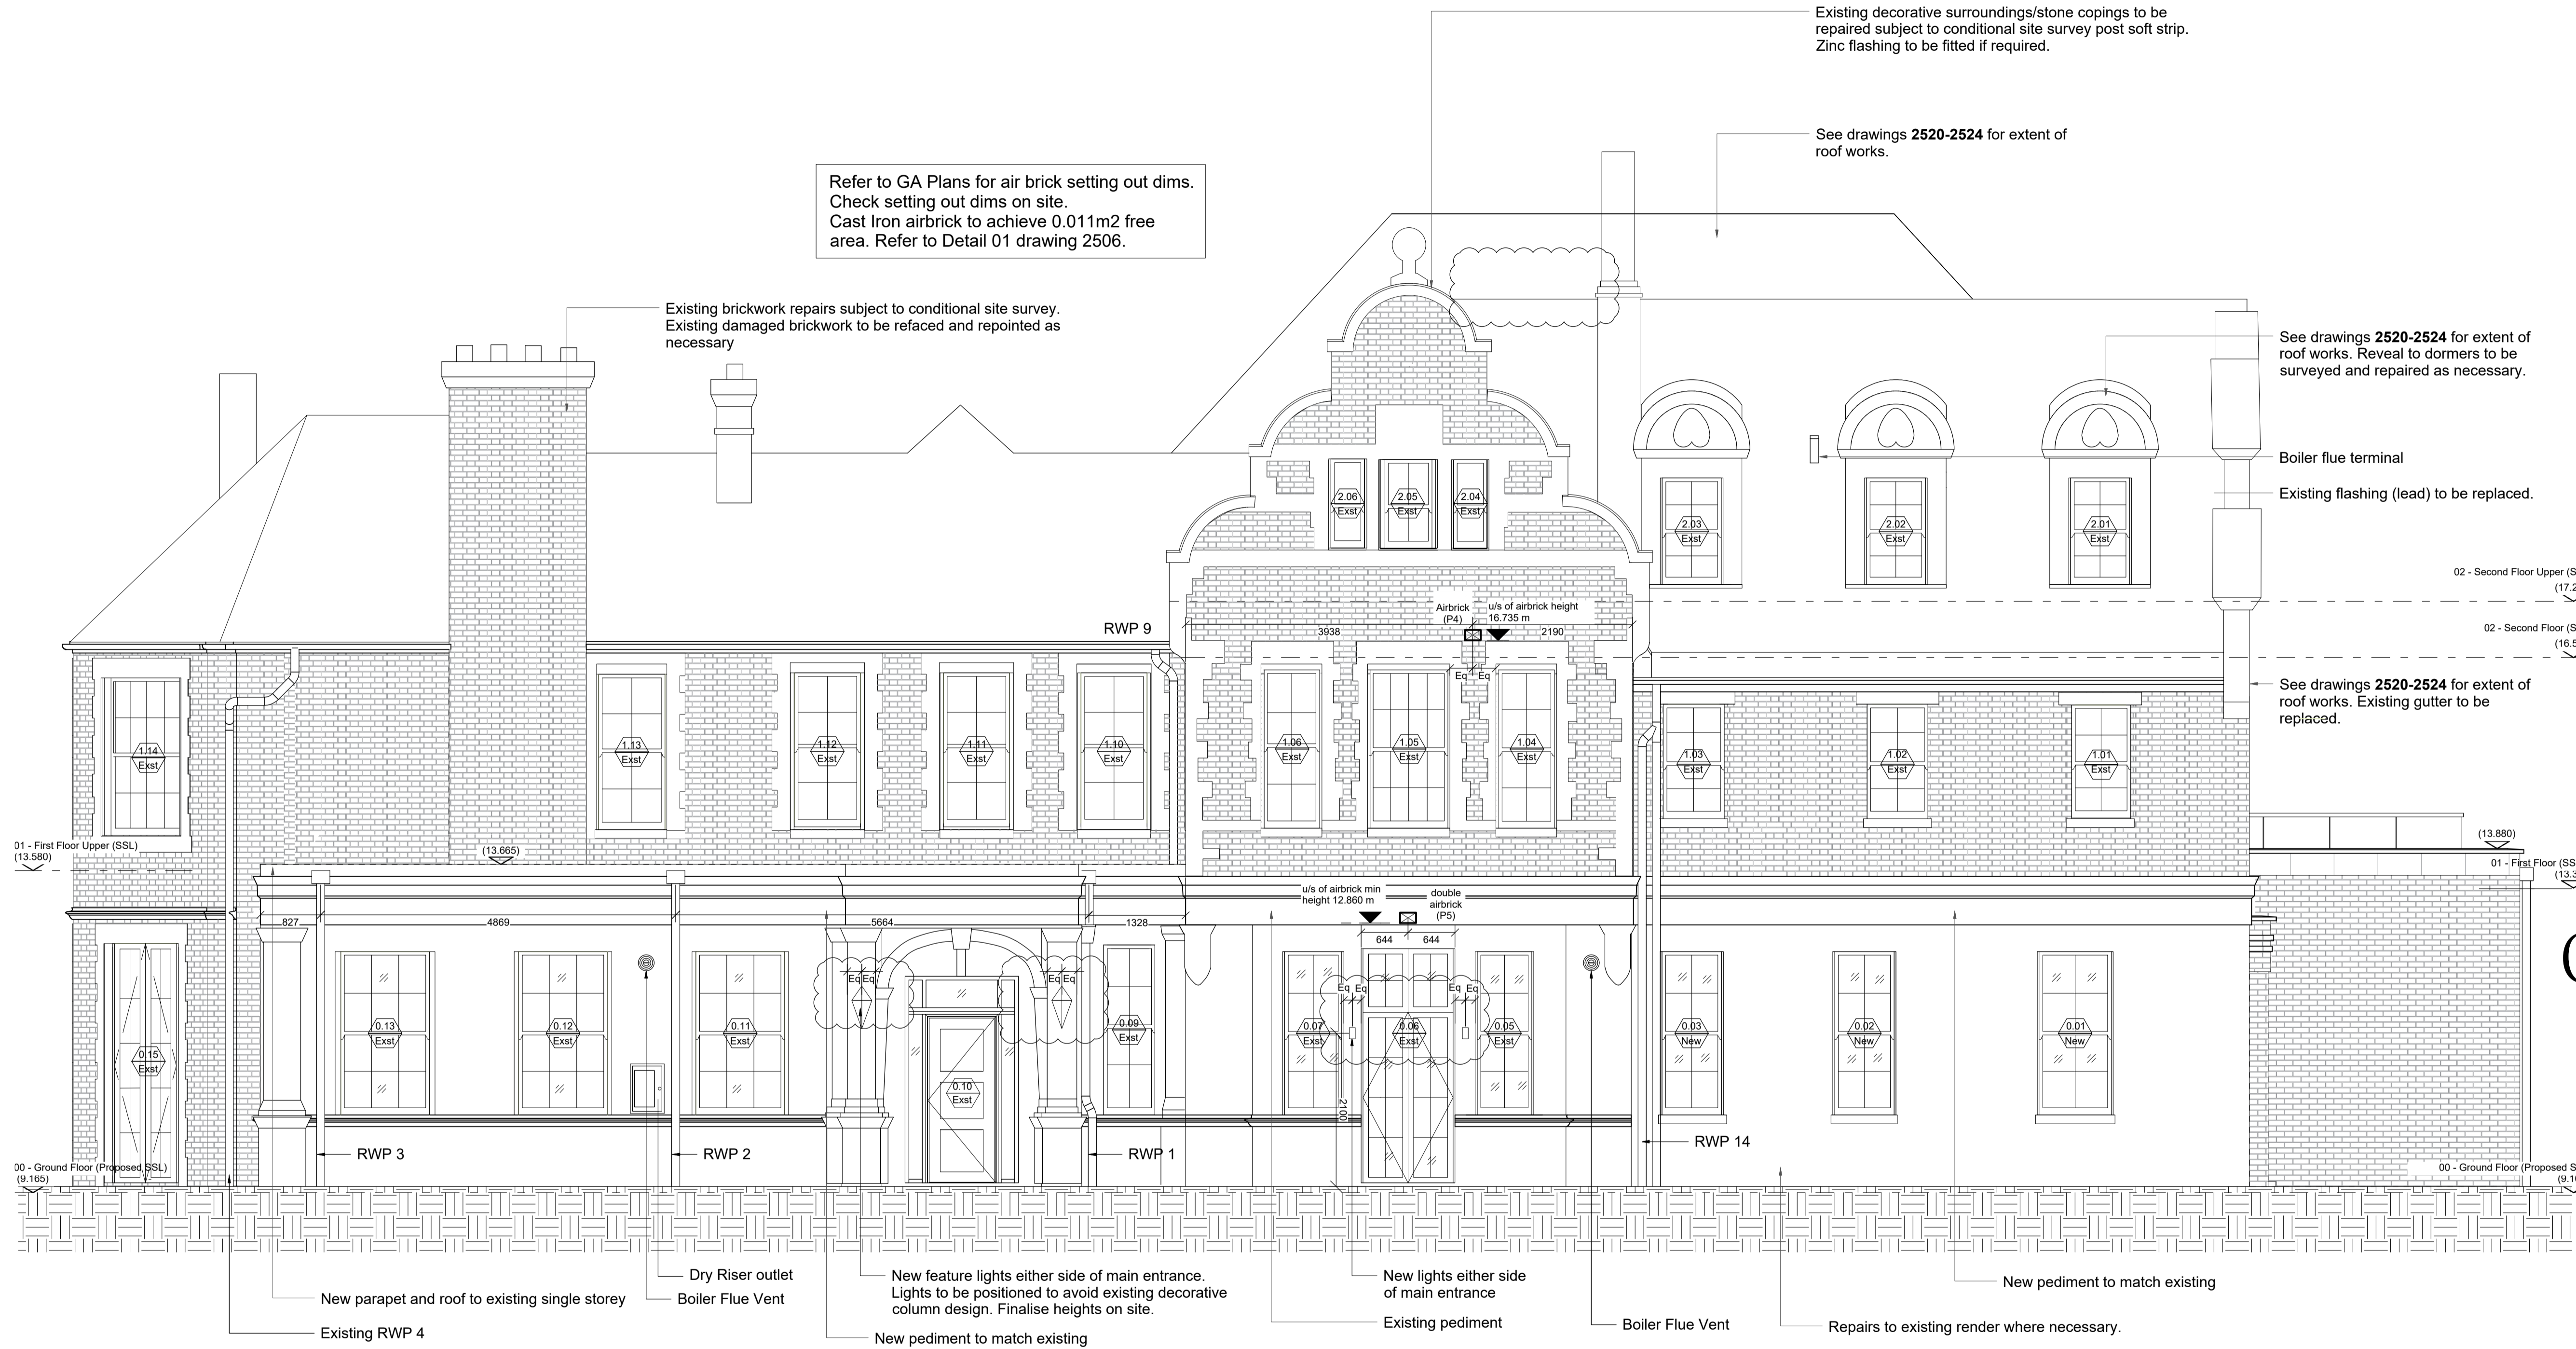 Existing decorative surroundings/stone copings to be
repaired subject to conditional site survey post soft strip.
Zinc flashing to be fitted if required.
See drawings 2520-2524 for extent of
roof works.
Refer to GA Plans for air brick setting out dims.
Check setting out dims on site.
Cast Iron airbrick to achieve 0.011m2 free
area. Refer to Detail 01 drawing 2506.
Existing brickwork repairs subject to conditional site survey.
Existing damaged brickwork to be refaced and repointed as
necessary
See drawings 2520-2524 for extent of
roof works. Reveal to dormers to be
surveyed and repaired as necessary.
Boiler flue terminal
Existing flashing (lead) to be replaced.
2.06
Exst
2.05
Exst
2.04
Exst
2.03
Exst
2.02
Exst
2.01
Exst
02 - Second Floor Upper (S
(17.2
Airbrick
(P4)
u/s of airbrick height
16.735 m
RWP 9
3938
2190
02 - Second Floor (S
(16.5
Eq
Eq
See drawings 2520-2524 for extent of
roof works. Existing gutter to be
replaced.
1.14
Exst
1.13
Exst
1.12
Exst
1.11
Exst
1.10
Exst
1.06
Exst
1.05
Exst
1.04
Exst
1.03
Exst
1.02
Exst
1.01
Exst
01 - First Floor Upper (SSL)
(13.580)
(13.665)
(13.880)
01 - First Floor (SS
(13.3
u/s of airbrick min
height 12.860 m
double
airbrick
(P5)
827
4869
5664
1328
644
644
Eq Eq
Eq Eq
Eq Eq
Eq Eq
0.15
Exst
0.13
Exst
0.12
Exst
0.11
Exst
0.10
Exst
0.09
Exst
0.07
Exst
0.06
Exst
0.05
Exst
0.03
New
0.02
New
0.01
New
2100
RWP 3
RWP 2
RWP 1
RWP 14
00 - Ground Floor (Proposed SSL)
(9.165)
00 - Ground Floor (Proposed S
(9.1
Dry Riser outlet
New feature lights either side of main entrance.
Lights to be positioned to avoid existing decorative
column design. Finalise heights on site.
New lights either side
of main entrance
New pediment to match existing
New parapet and roof to existing single storey
Boiler Flue Vent
Existing RWP 4
New pediment to match existing
Existing pediment
Boiler Flue Vent
Repairs to existing render where necessary.